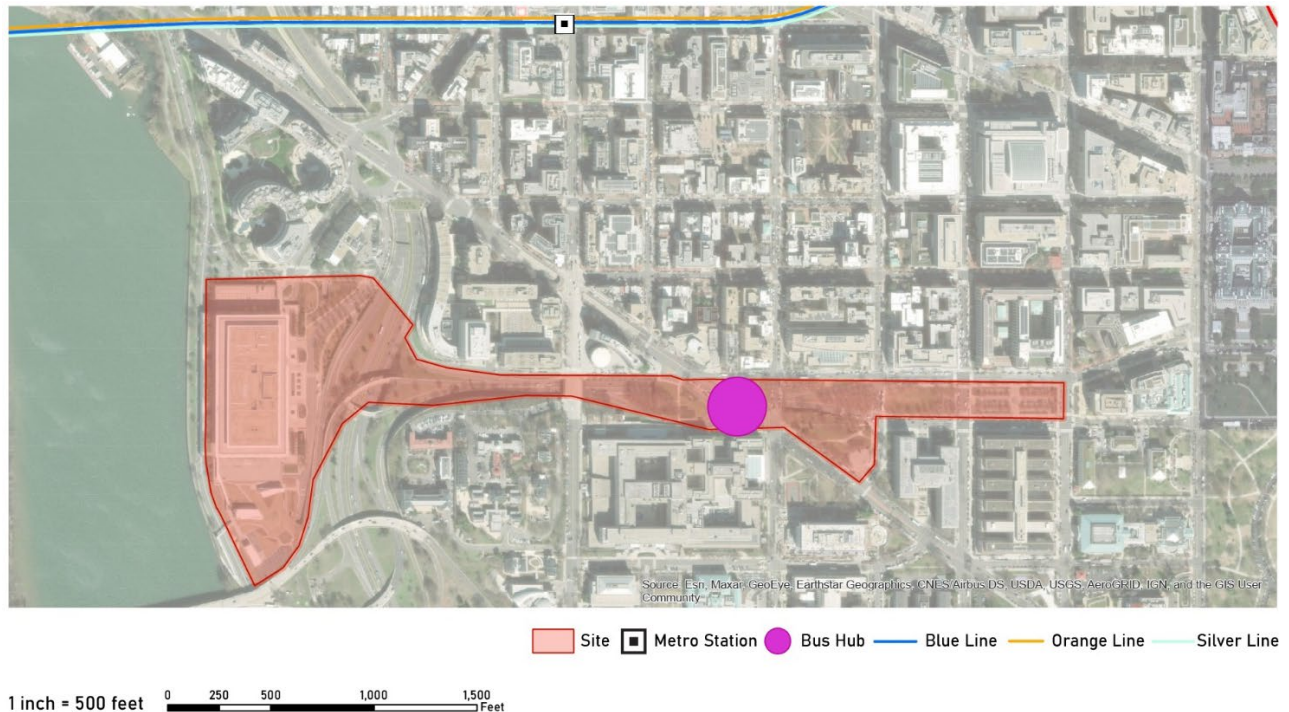 Source: Esri, Maxar, GeoEye, Earthstar Geographics, CNES/Airbus DS, USDA, USGS, AeroGRID, IGN, and the GIS User
Community
Site Metro Station Bus Hub Blue Line Orange Line Silver Line
1 inch = 500 feet 0 250 500 1,000 1,500
Feet